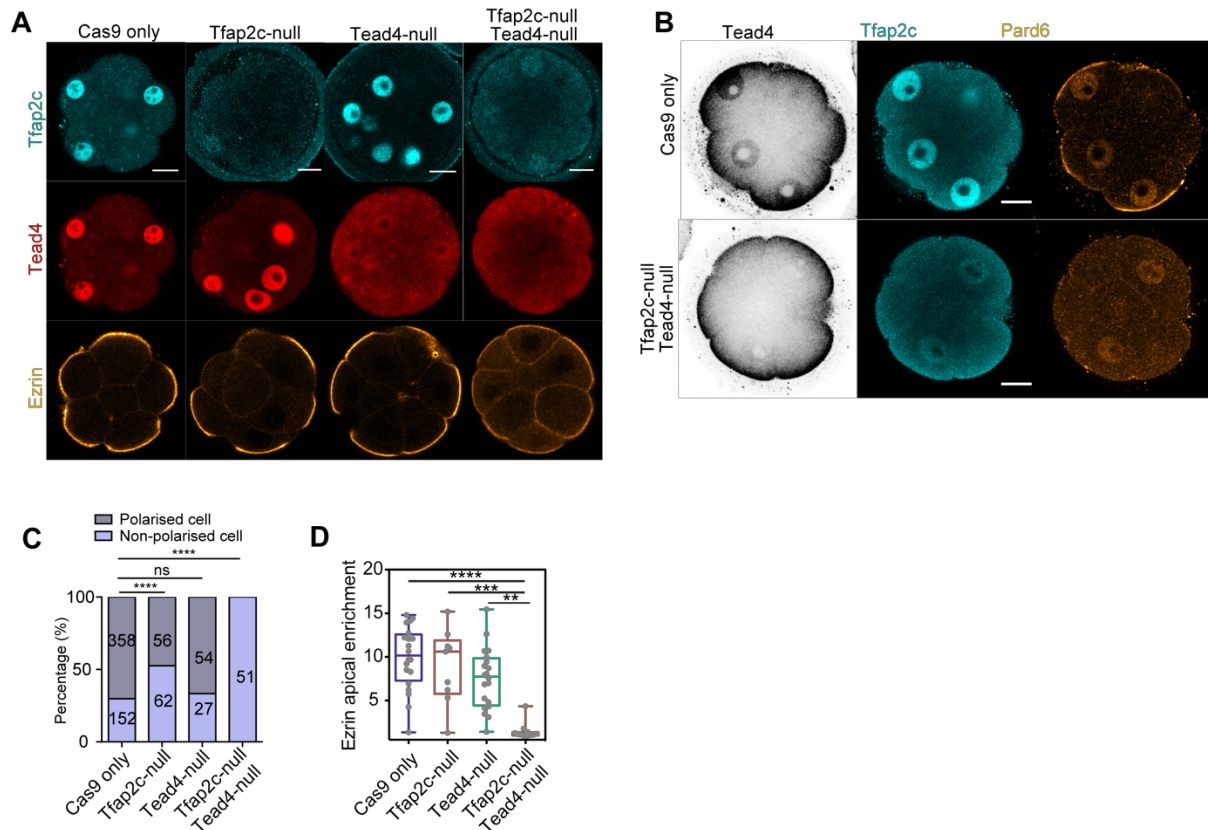 A
Cas9 only
Tfap2c-null
Tead4-null
Tfap2c-null
Tead4-null
Tfap2c
Tead4
Ezrin
B
Tead4
Tfap2c
Pard6
Cas9 only
Tfap2c-null
Tead4-null
C
Polarised cell
Non-polarised cell
****
ns
****
Percentage (%)
100
50
0
358
152
56
62
54
27
51
Cas9 only
Tfap2c-null
Tead4-null
Tfap2c-null
Tead4-null
D
Ezrin apical enrichment
20
15
10
5
****
***
**
Cas9 only
Tfap2c-null
Tead4-null
Tfap2c-null
Tead4-null